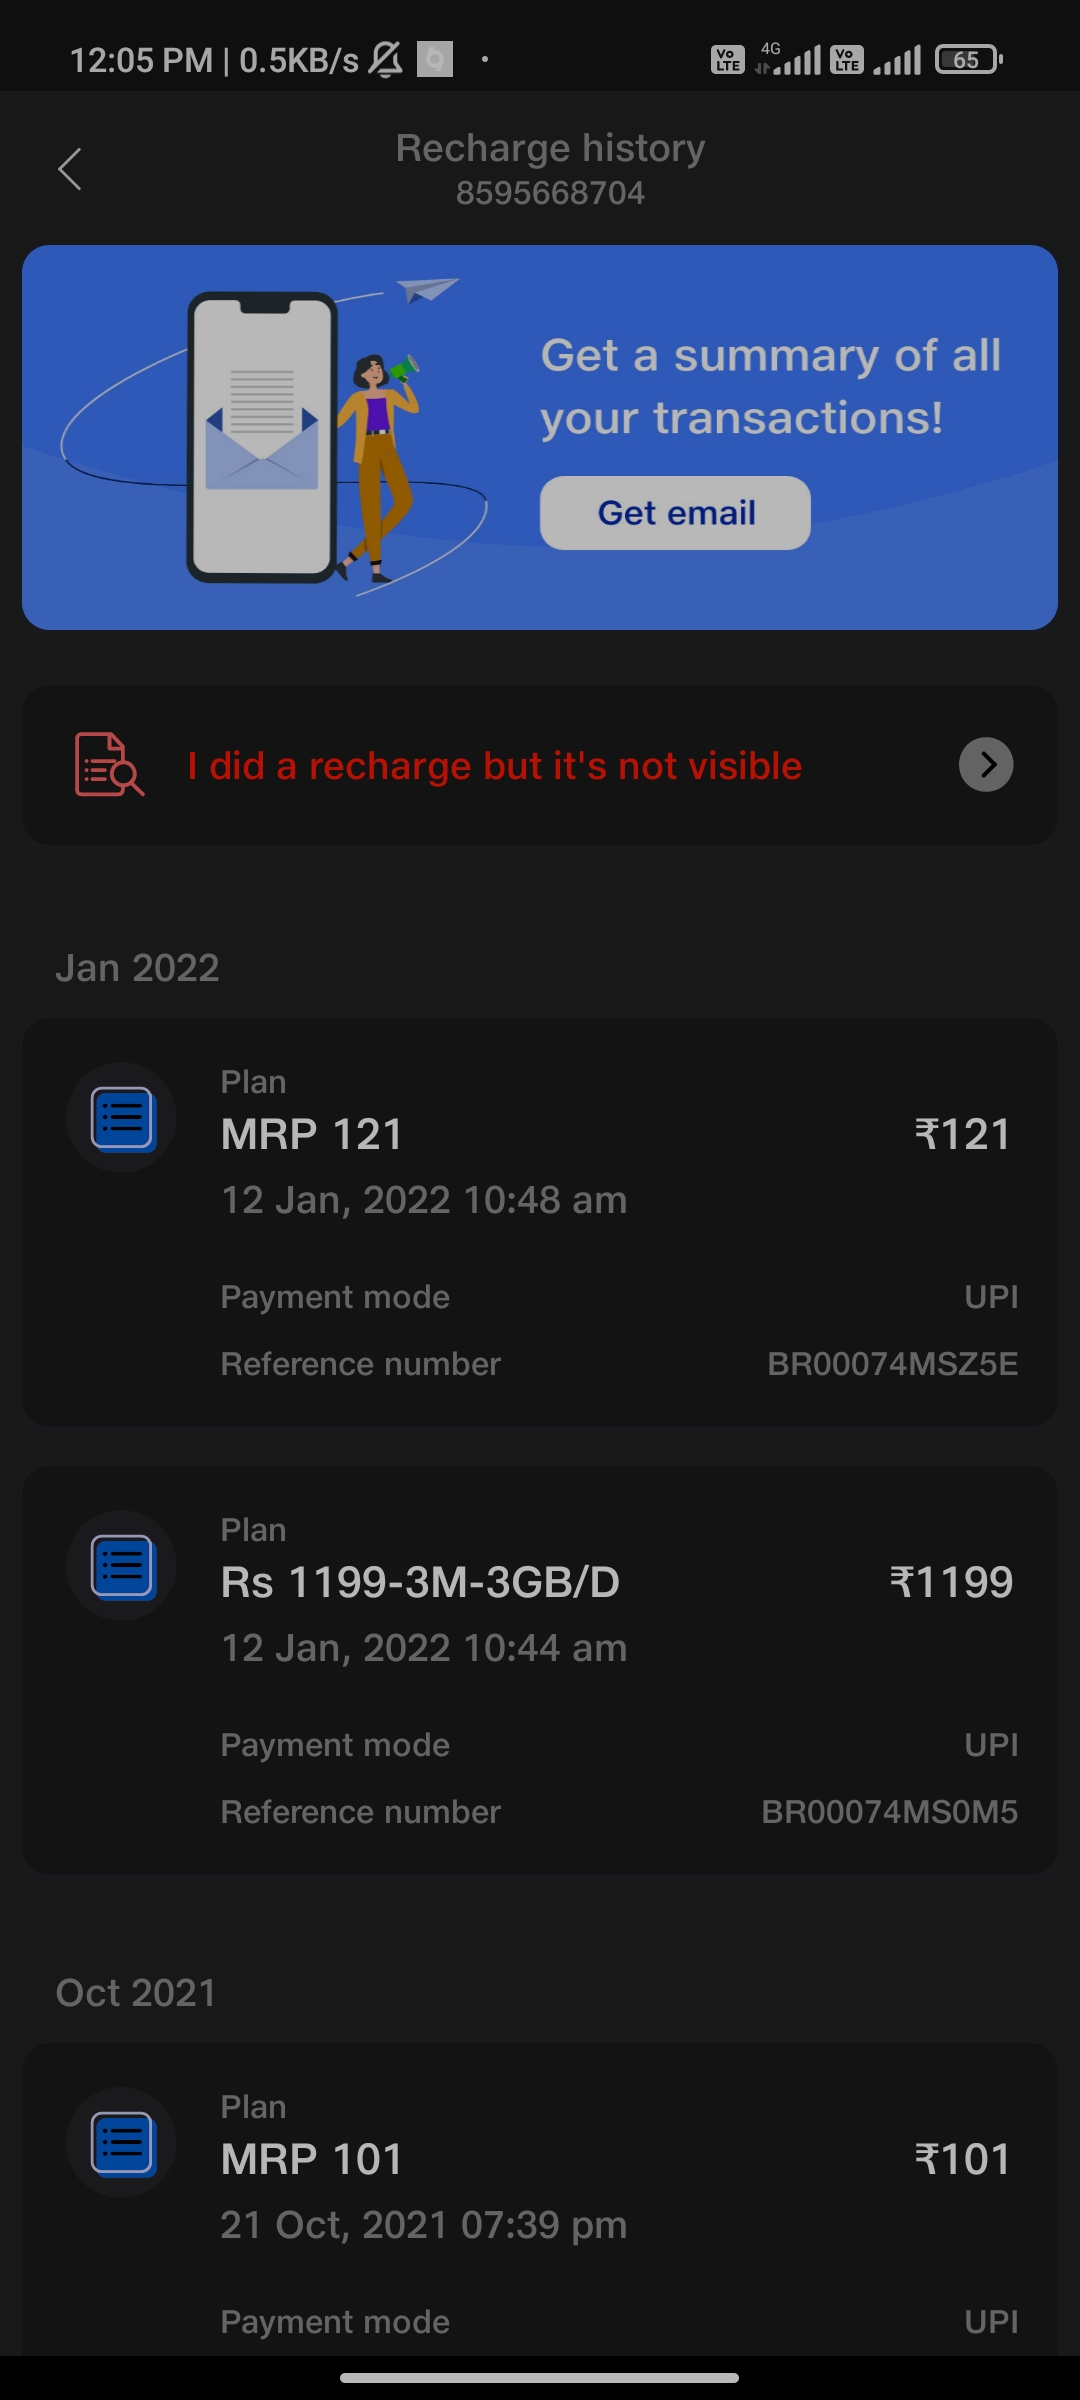 12:05 PM | 0.5KB/s
Vo LTE 4G Vo LTE 65
Recharge history
8595668704
Get a summary of all
your transactions!
Get email
I did a recharge but it's not visible
Jan 2022
Plan
MRP 121 ₹121
12 Jan, 2022 10:48 am
Payment mode UPI
Reference number BR00074MSZ5E
Plan
Rs 1199-3M-3GB/D ₹1199
12 Jan, 2022 10:44 am
Payment mode UPI
Reference number BR00074MS0M5
Oct 2021
Plan
MRP 101 ₹101
21 Oct, 2021 07:39 pm
Payment mode UPI